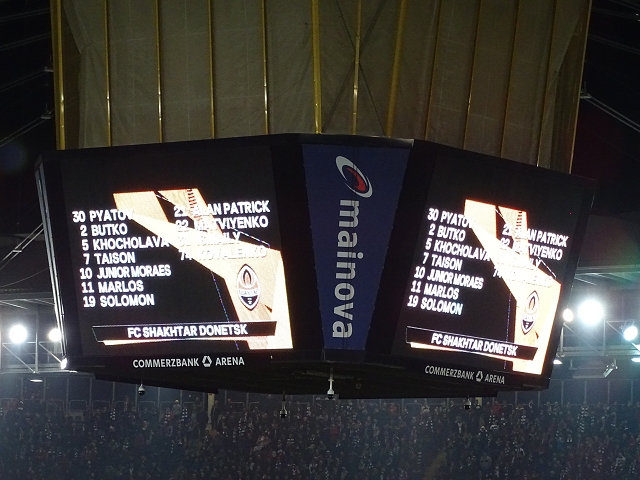 30 PYATOV
2 BUTKO
5 KHOCHOLAVA
7 TAISON
10 JUNIOR MORAES
11 MARLOS
19 SOLOMON
PATRICK
KOVALENKO
FC SHAKHTAR DONETSK
COMMERZBANK ARENA
mainova
30 PYATOV
2 BUTKO
5 KHOCHOLAVA
7 TAISON
10 JUNIOR MORAES
11 MARLOS
19 SOLOMON
PATRICK
FC SHAKHTAR DONETSK
COMMERZBANK ARENA